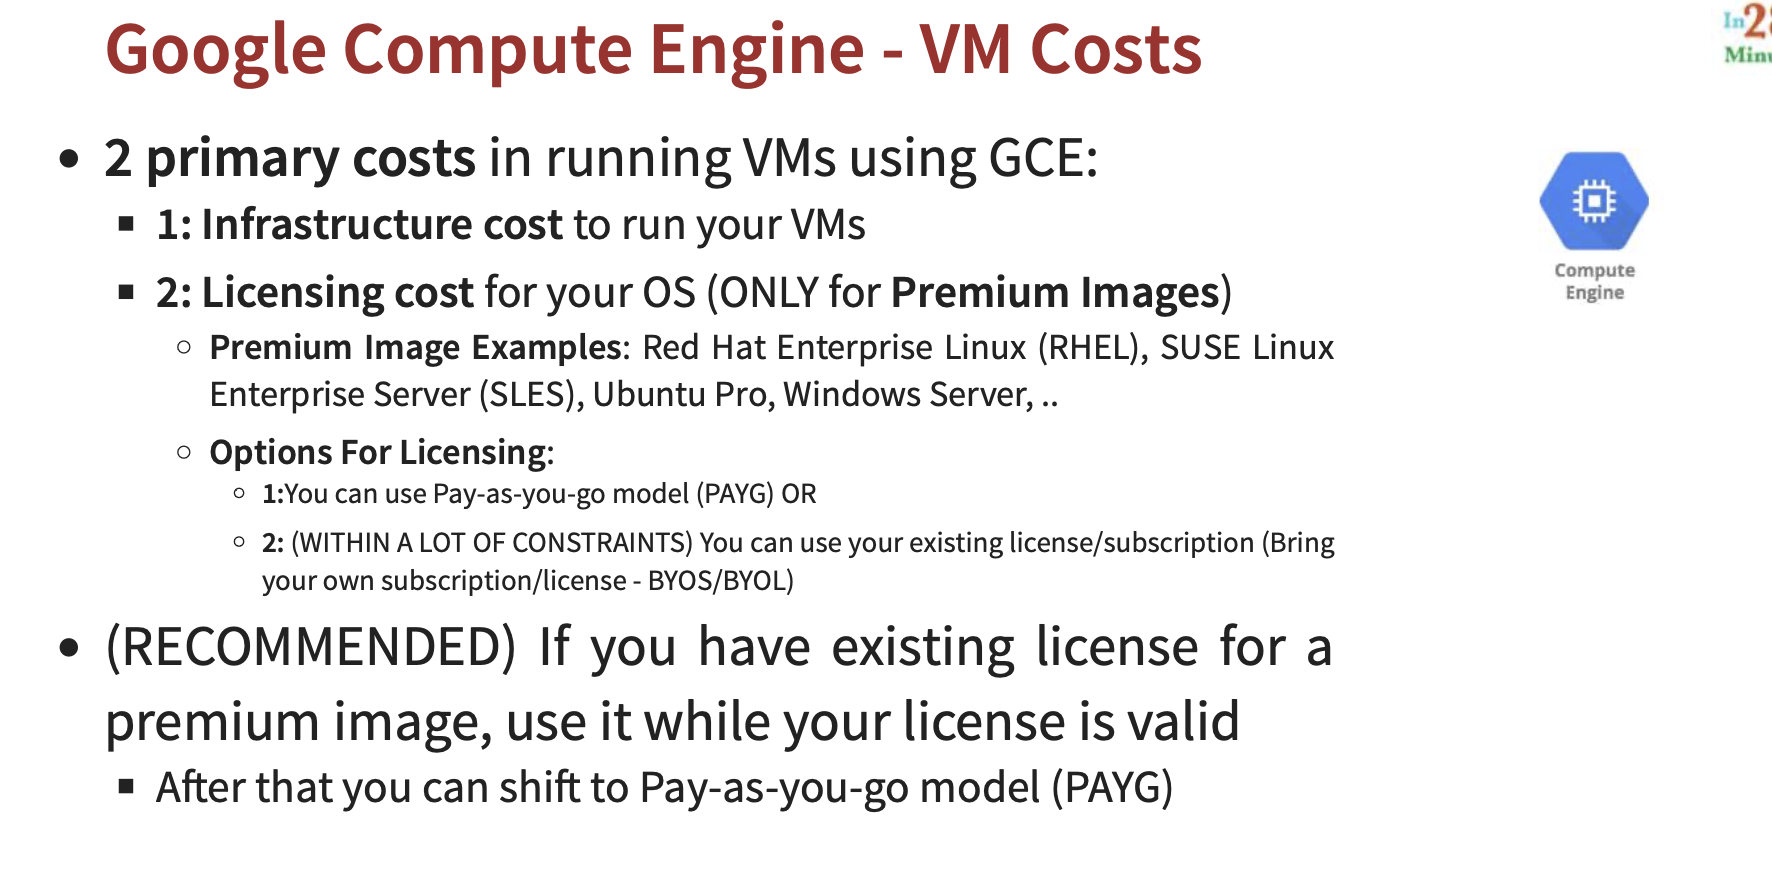 Google Compute Engine - VM Costs
In28
Minu
• 2 primary costs in running VMs using GCE:
▪ 1: Infrastructure cost to run your VMs
▪ 2: Licensing cost for your OS (ONLY for Premium Images)
○ Premium Image Examples: Red Hat Enterprise Linux (RHEL), SUSE Linux
Enterprise Server (SLES), Ubuntu Pro, Windows Server, ..
○ Options For Licensing:
○ 1:You can use Pay-as-you-go model (PAYG) OR
○ 2: (WITHIN A LOT OF CONSTRAINTS) You can use your existing license/subscription (Bring
your own subscription/license - BYOS/BYOL)
• (RECOMMENDED) If you have existing license for a
premium image, use it while your license is valid
▪ After that you can shift to Pay-as-you-go model (PAYG)
Compute
Engine